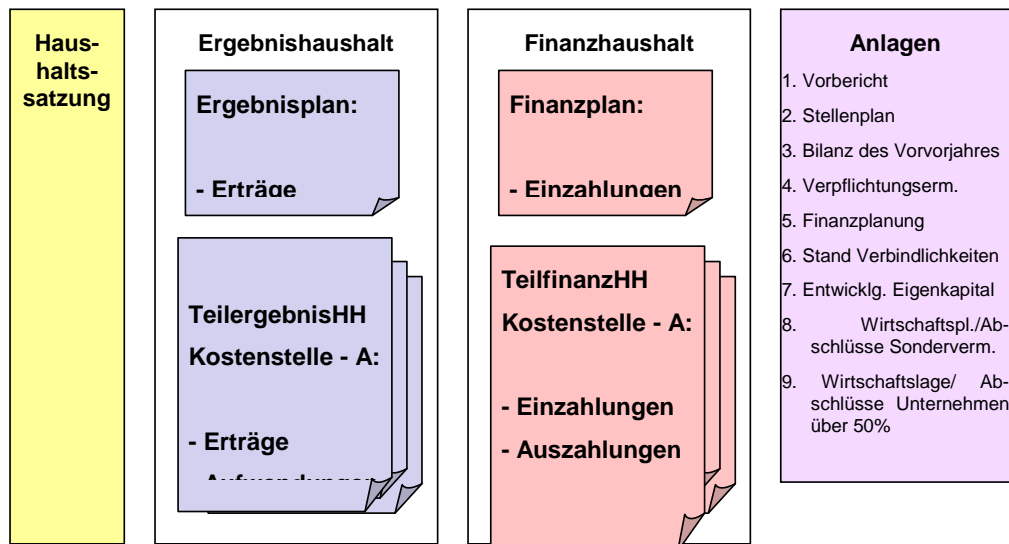 Haus-
halts-
satzung
Ergebnishaushalt
Ergebnisplan:
- Erträge
TeilergebnisHH
Kostenstelle - A:
- Erträge
- Aufwendungen
Finanzhaushalt
Finanzplan:
- Einzahlungen
TeilfinanzHH
Kostenstelle - A:
- Einzahlungen
- Auszahlungen
Anlagen
1. Vorbericht
2. Stellenplan
3. Bilanz des Vorvorjahres
4. Verpflichtungserm.
5. Finanzplanung
6. Stand Verbindlichkeiten
7. Entwicklg. Eigenkapital
8. Wirtschaftspl./Ab-
schlüsse Sonderverm.
9. Wirtschaftslage/ Ab-
schlüsse Unternehmen
über 50%